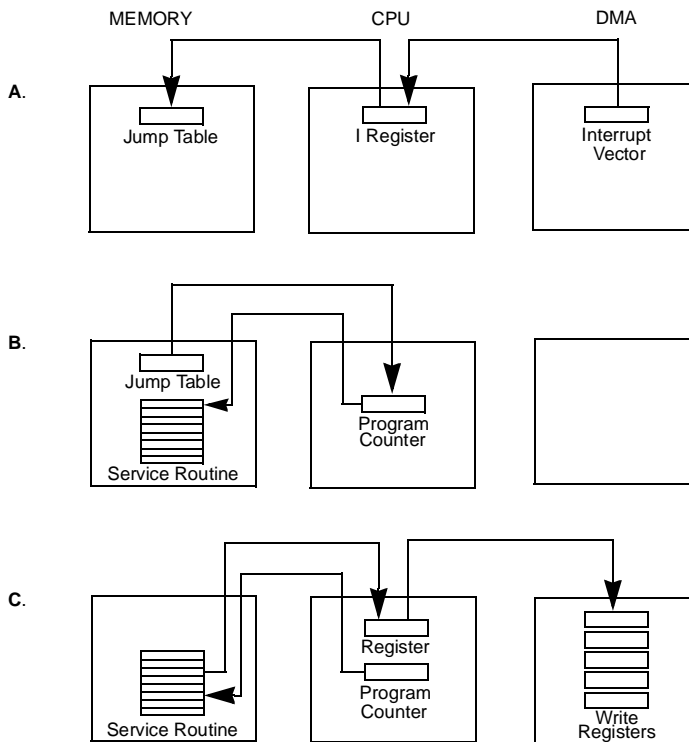 MEMORY CPU DMA
A.
Jump Table
I Register
Interrupt
Vector
B.
Jump Table
Service Routine
Program
Counter
C.
Service Routine
Register
Program
Counter
Write
Registers